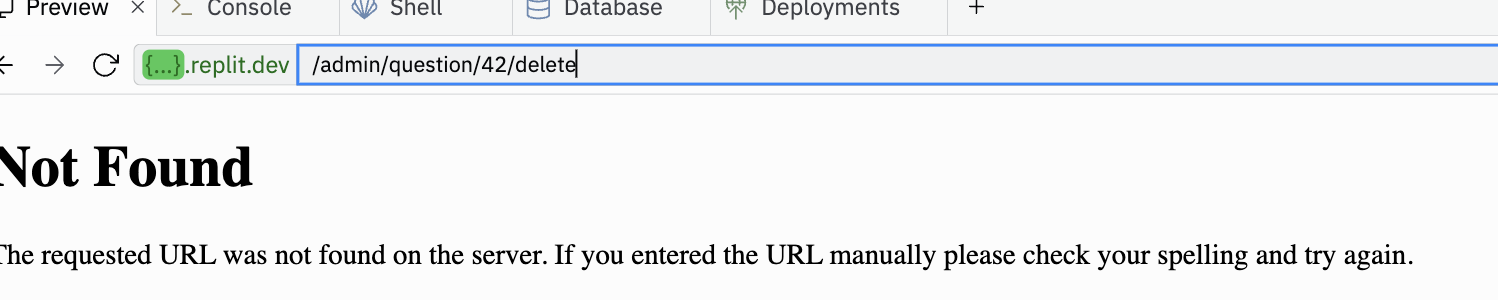 Preview × Console Shell Database Deployments +
{...}.replit.dev /admin/question/42/delete
Not Found
The requested URL was not found on the server. If you entered the URL manually please check your spelling and try again.